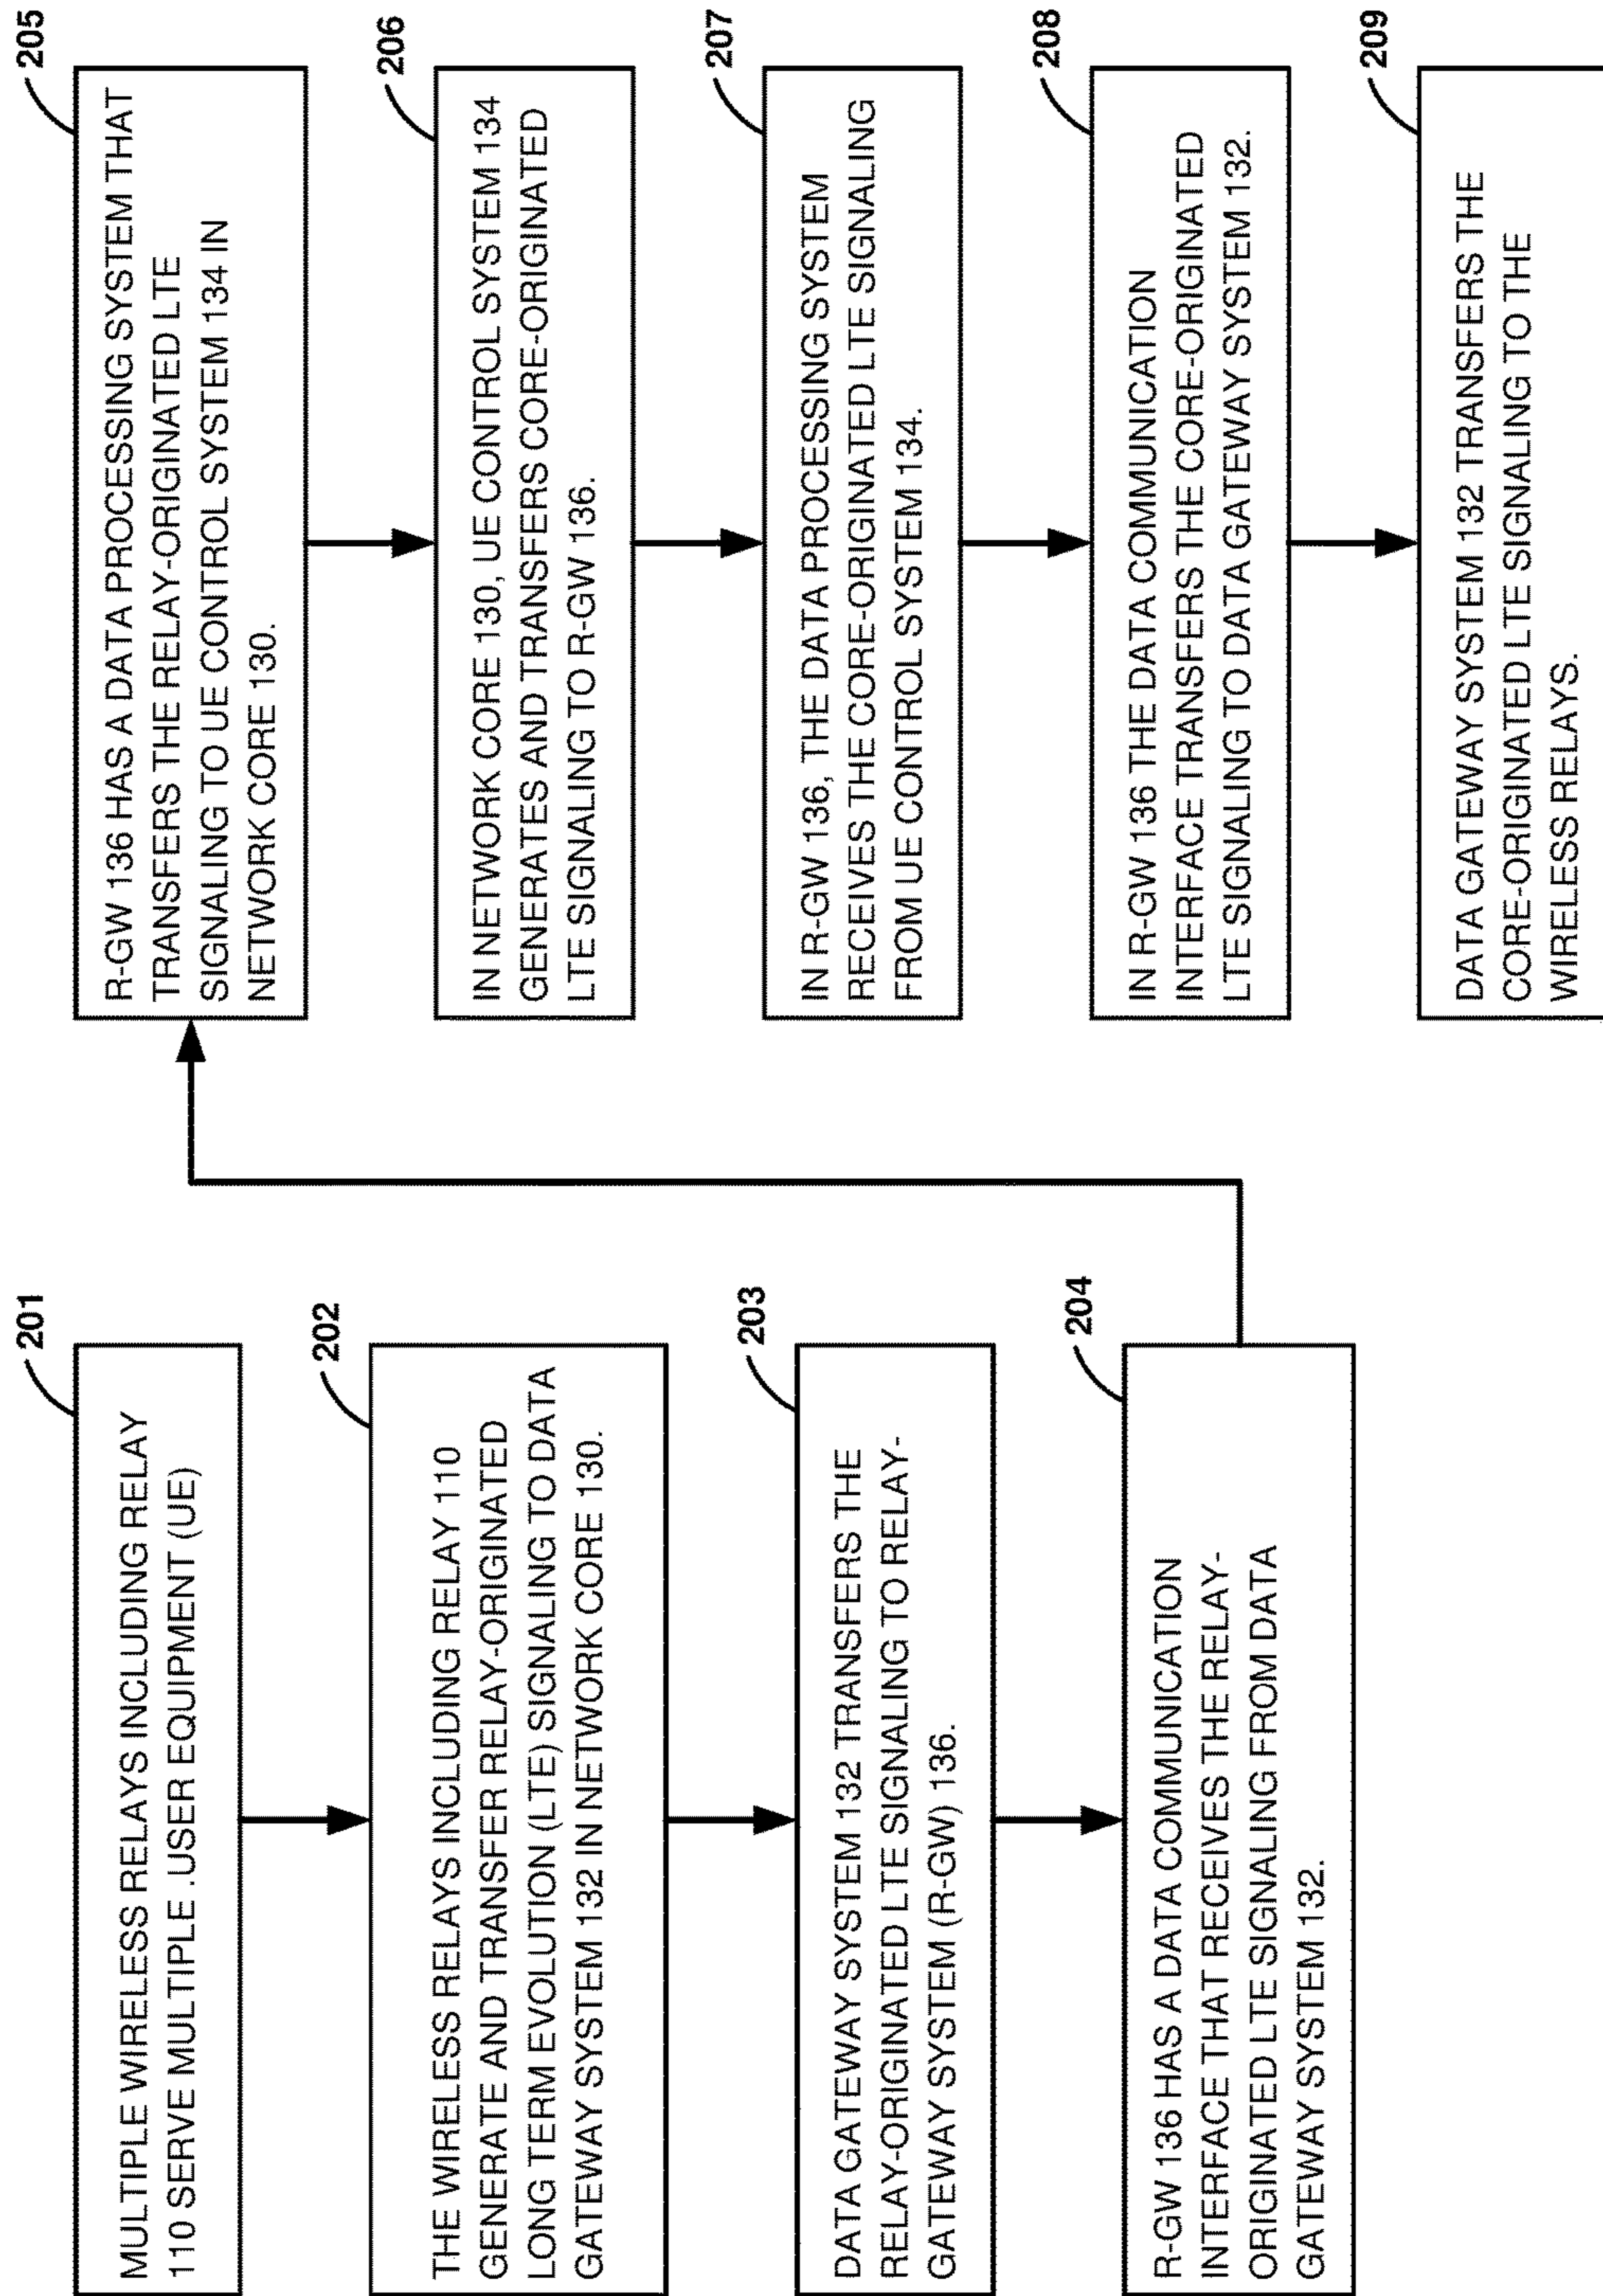 201
MULTIPLE WIRELESS RELAYS INCLUDING RELAY
110 SERVE MULTIPLE .USER EQUIPMENT (UE)
202
THE WIRELESS RELAYS INCLUDING RELAY 110
GENERATE AND TRANSFER RELAY-ORIGINATED
LONG TERM EVOLUTION (LTE) SIGNALING TO DATA
GATEWAY SYSTEM 132 IN NETWORK CORE 130.
203
DATA GATEWAY SYSTEM 132 TRANSFERS THE
RELAY-ORIGINATED LTE SIGNALING TO RELAY-
GATEWAY SYSTEM (R-GW) 136.
204
R-GW 136 HAS A DATA COMMUNICATION
INTERFACE THAT RECEIVES THE RELAY-
ORIGINATED LTE SIGNALING FROM DATA
GATEWAY SYSTEM 132.
205
R-GW 136 HAS A DATA PROCESSING SYSTEM THAT
TRANSFERS THE RELAY-ORIGINATED LTE
SIGNALING TO UE CONTROL SYSTEM 134 IN
NETWORK CORE 130.
206
IN NETWORK CORE 130, UE CONTROL SYSTEM 134
GENERATES AND TRANSFERS CORE-ORIGINATED
LTE SIGNALING TO R-GW 136.
207
IN R-GW 136, THE DATA PROCESSING SYSTEM
RECEIVES THE CORE-ORIGINATED LTE SIGNALING
FROM UE CONTROL SYSTEM 134.
208
IN R-GW 136 THE DATA COMMUNICATION
INTERFACE TRANSFERS THE CORE-ORIGINATED
LTE SIGNALING TO DATA GATEWAY SYSTEM 132.
209
DATA GATEWAY SYSTEM 132 TRANSFERS THE
CORE-ORIGINATED LTE SIGNALING TO THE
WIRELESS RELAYS.